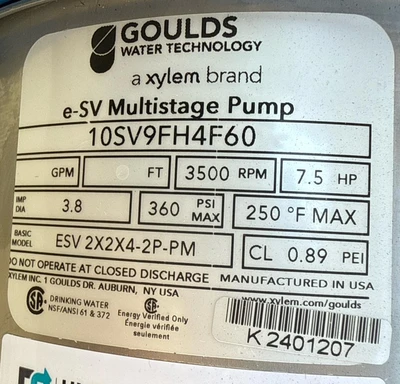 GOULDS
WATER TECHNOLOGY
a xylem brand
e-SV Multistage Pump
10SV9FH4F60
GPM FT 3500 RPM 7.5 HP
IMP DIA 3.8 360 PSI MAX 250 °F MAX
BASIC MODEL ESV 2X2X4-2P-PM CL 0.89 PEI
DO NOT OPERATE AT CLOSED DISCHARGE MANUFACTURED IN USA
XYLEM INC, 1 GOULDS DR. AUBURN, NY USA www.xylem.com/goulds
DRINKING WATER
NSF/ANSI 61 & 372
Energy Verified Only
Énergie vérifiée
seulement
K 2401207